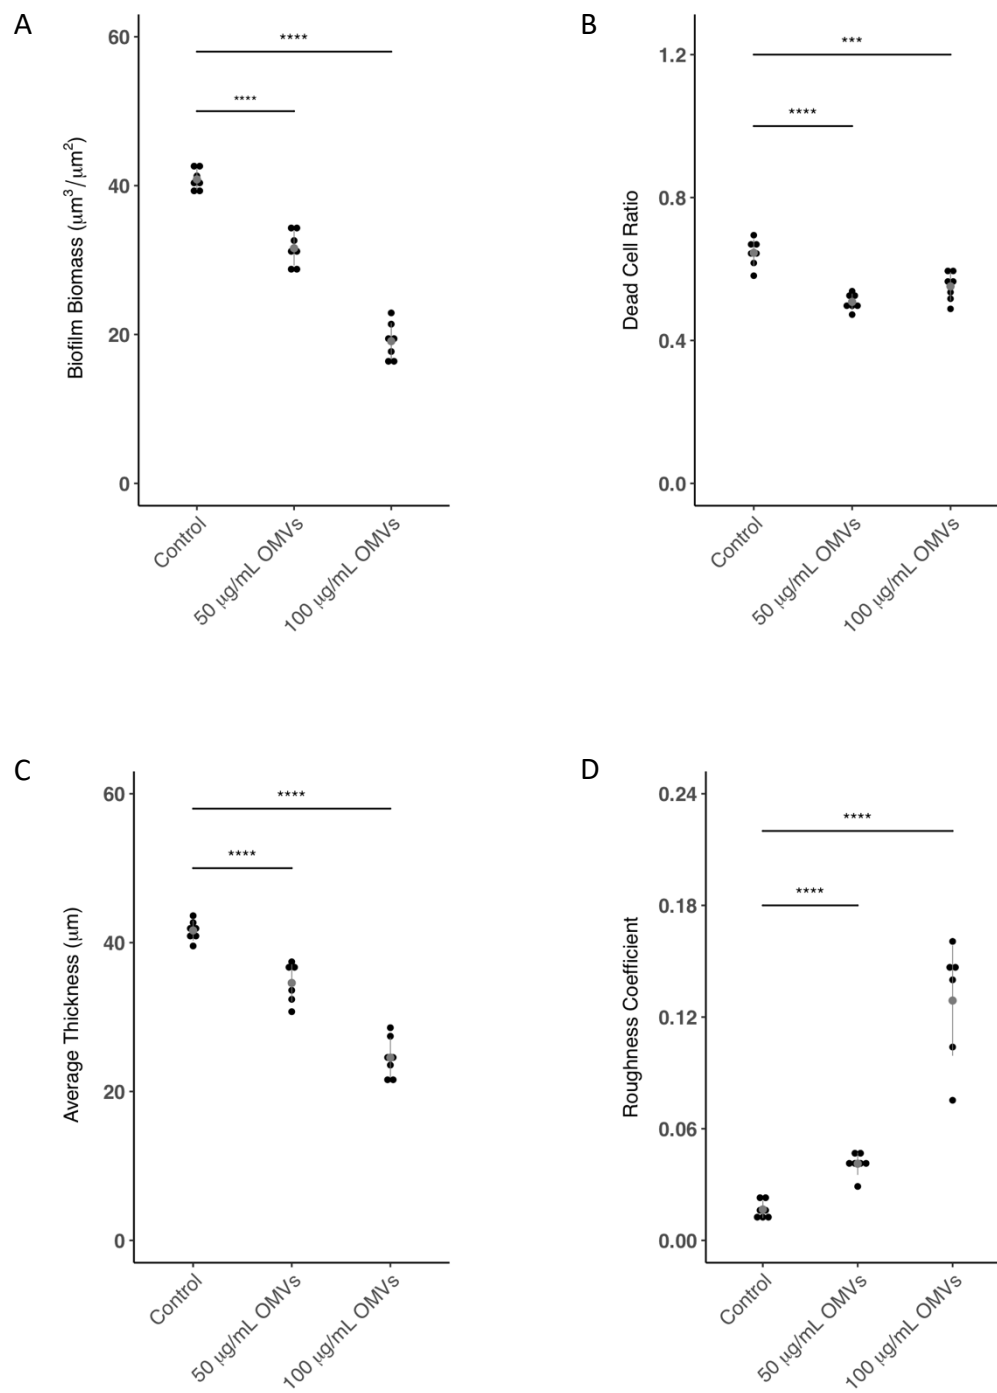 A
60
40
20
0
Biofilm Biomass (μm³/μm²)
****
****
Control
50 μg/mL OMVs
100 μg/mL OMVs
B
1.2
0.8
0.4
0.0
Dead Cell Ratio
***
****
Control
50 μg/mL OMVs
100 μg/mL OMVs
C
60
40
20
0
Average Thickness (μm)
****
****
Control
50 μg/mL OMVs
100 μg/mL OMVs
D
0.24
0.18
0.12
0.06
0.00
Roughness Coefficient
****
****
Control
50 μg/mL OMVs
100 μg/mL OMVs